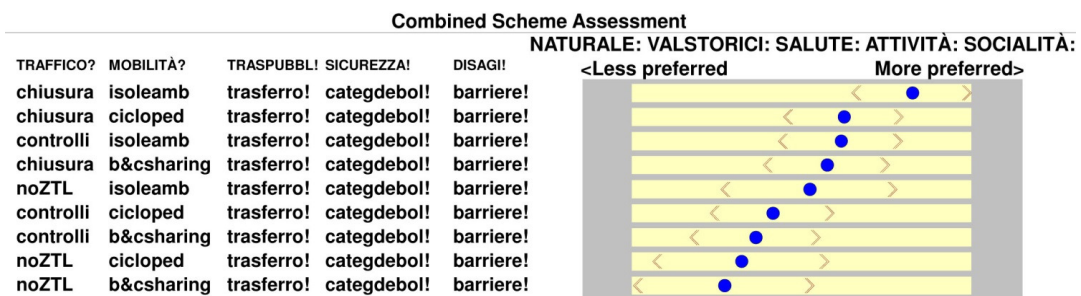 Combined Scheme Assessment
NATURALE: VALSTORICI: SALUTE: ATTIVITÀ: SOCIALITÀ:
TRAFFICO? MOBILITÀ? TRASPUBBL! SICUREZZA! DISAGI! <Less preferred More preferred>
chiusura isoleamb trasferro! categdebol! barriere!
chiusura cicloped trasferro! categdebol! barriere!
controlli isoleamb trasferro! categdebol! barriere!
chiusura b&csharing trasferro! categdebol! barriere!
noZTL isoleamb trasferro! categdebol! barriere!
controlli cicloped trasferro! categdebol! barriere!
controlli b&csharing trasferro! categdebol! barriere!
noZTL cicloped trasferro! categdebol! barriere!
noZTL b&csharing trasferro! categdebol! barriere!